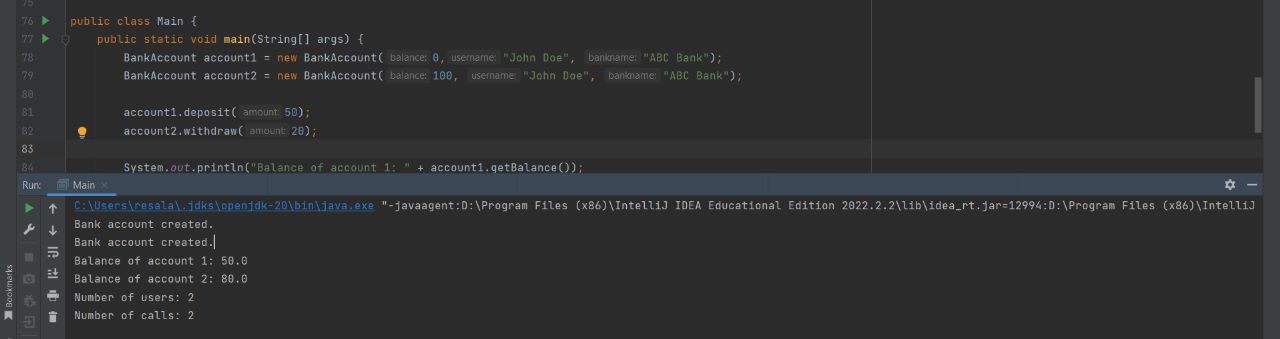 75
76 public class Main {
77 public static void main(String[] args) {
78 BankAccount account1 = new BankAccount( balance: 0, username: "John Doe", bankname: "ABC Bank");
79 BankAccount account2 = new BankAccount( balance: 100, username: "John Doe", bankname: "ABC Bank");
80
81 account1.deposit( amount: 50);
82 account2.withdraw( amount: 20);
83
84 System.out.println("Balance of account 1: " + account1.getBalance());
Run: Main ×
C:\Users\resala\.jdks\openjdk-20\bin\java.exe "-javaagent:D:\Program Files (x86)\IntelliJ IDEA Educational Edition 2022.2.2\lib\idea_rt.jar=12994:D:\Program Files (x86)\IntelliJ
Bank account created.
Bank account created.
Balance of account 1: 50.0
Balance of account 2: 80.0
Number of users: 2
Number of calls: 2
Bookmarks